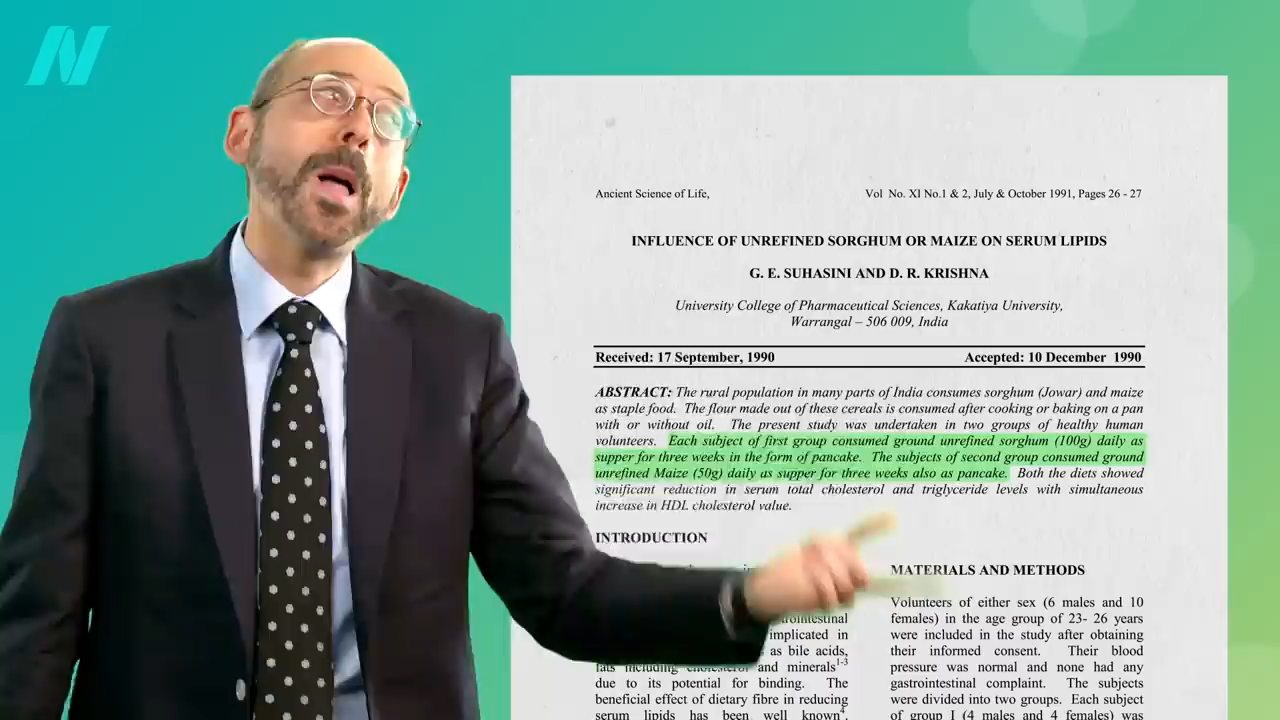 Ancient Science of Life,
Vol No. XI No.1 & 2, July & October 1991, Pages 26 - 27
INFLUENCE OF UNREFINED SORGHUM OR MAIZE ON SERUM LIPIDS
G. E. SUHASINI AND D. R. KRISHNA
University College of Pharmaceutical Sciences, Kakatiya University,
Warrangal – 506 009, India
Received: 17 September, 1990
Accepted: 10 December 1990
ABSTRACT: The rural population in many parts of India consumes sorghum (Jowar) and maize
as staple food. The flour made out of these cereals is consumed after cooking or baking on a pan
with or without oil. The present study was undertaken in two groups of healthy human
volunteers. Each subject of first group consumed ground unrefined sorghum (100g) daily as
supper for three weeks in the form of pancake. The subjects of second group consumed ground
unrefined Maize (50g) daily as supper for three weeks also as pancake. Both the diets showed
significant reduction in serum total cholesterol and triglyceride levels with simultaneous
increase in HDL cholesterol value.
INTRODUCTION
implicated in
as bile acids,
fats including cholesterol and minerals1-3
due to its potential for binding. The
beneficial effect of dietary fibre in reducing
serum lipids has been well known4.
MATERIALS AND METHODS
Volunteers of either sex (6 males and 10
females) in the age group of 23- 26 years
were included in the study after obtaining
their informed consent. Their blood
pressure was normal and none had any
gastrointestinal complaint. The subjects
were divided into two groups. Each subject
of group I (4 males and 4 females) was